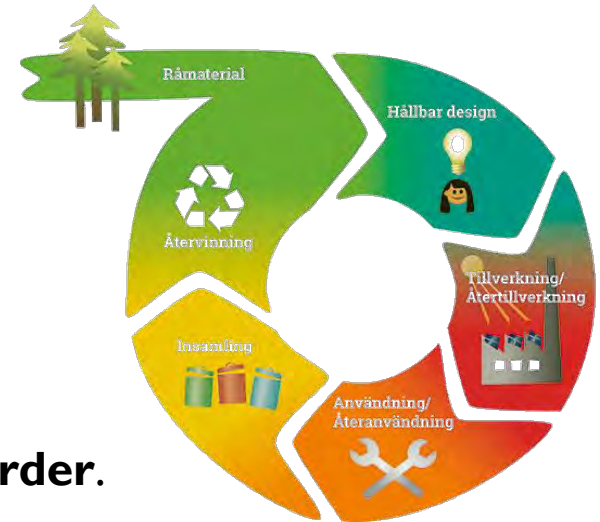 Råmaterial
Hållbar design
Tillverkning/
Återtillverkning
Användning/
Återanvändning
Insamling
Återvinning
rder.